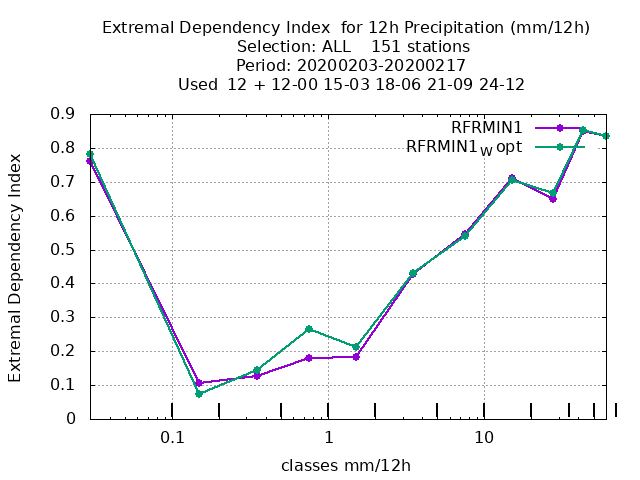 Extremal Dependency Index  for 12h Precipitation (mm/12h)
Selection: ALL    151 stations
Period: 20200203-20200217
Used  12 + 12-00 15-03 18-06 21-09 24-12
RFRMIN1
RFRMIN1W opt
0.9
0.8
0.7
0.6
0.5
0.4
0.3
0.2
0.1
0
Extremal Dependency Index
0.1 1 10
classes mm/12h